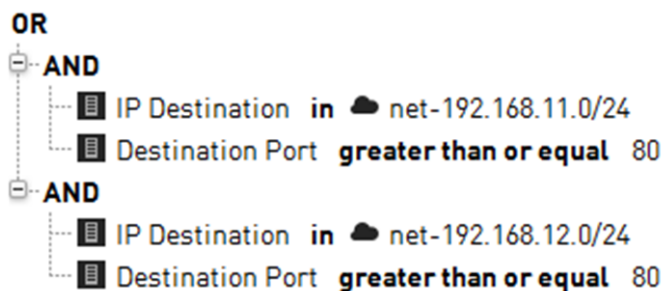 OR
AND
IP Destination in net-192.168.11.0/24
Destination Port greater than or equal 80
AND
IP Destination in net-192.168.12.0/24
Destination Port greater than or equal 80